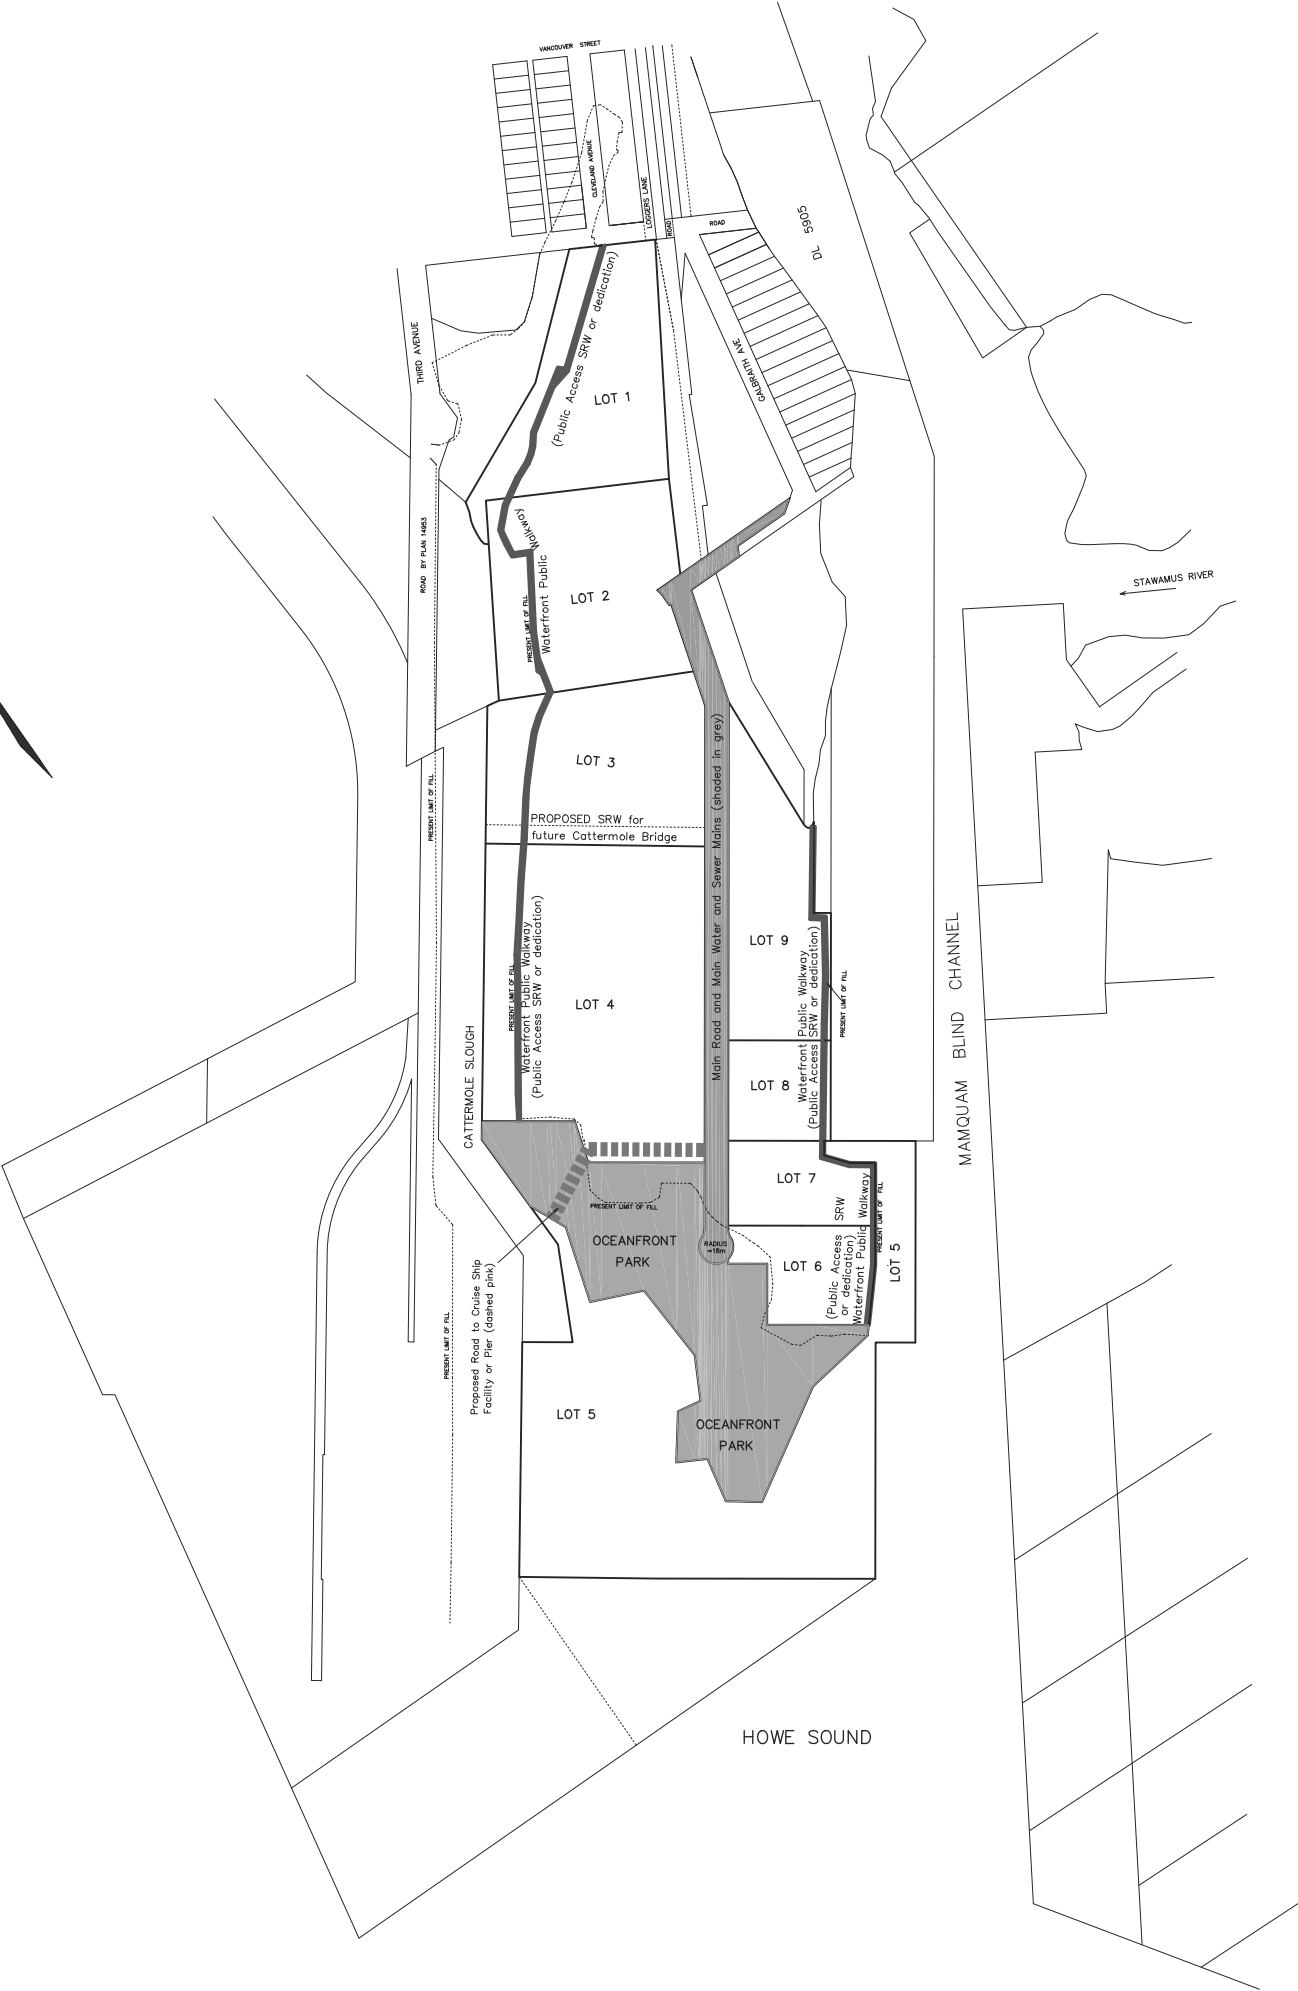 VANCOUVER STREET
CLEVELAND AVENUE
LOGGERS LANE
ROAD
ROAD
DL 5905
(Public Access SRW or dedication)
THIRD AVENUE
GALBRAITH AVE.
LOT 1
Walkway
Waterfront Public
ROAD BY PLAN 14953
PRESENT LIMIT OF FILL
LOT 2
STAWAMUS RIVER
LOT 3
PRESENT LIMIT OF FILL
PROPOSED SRW for
future Cattermole Bridge
Main Road and Main Water and Sewer Mains (shaded in grey)
LOT 9
Waterfront Public Walkway
(Public Access SRW or dedication)
PRESENT LIMIT OF FILL
PRESENT LIMIT OF FILL
Waterfront Public Walkway
(Public Access SRW or dedication)
LOT 4
MAMQUAM BLIND CHANNEL
CATTERMOLE SLOUGH
LOT 8
LOT 7
PRESENT LIMIT OF FILL
OCEANFRONT
PARK
RADIUS
=16m
LOT 6
(Public Access SRW
or dedication)
Waterfront Public Walkway
PRESENT LIMIT OF FILL
LOT 5
Proposed Road to Cruise Ship
Facility or Pier (dashed pink)
PRESENT LIMIT OF FILL
LOT 5
OCEANFRONT
PARK
HOWE SOUND